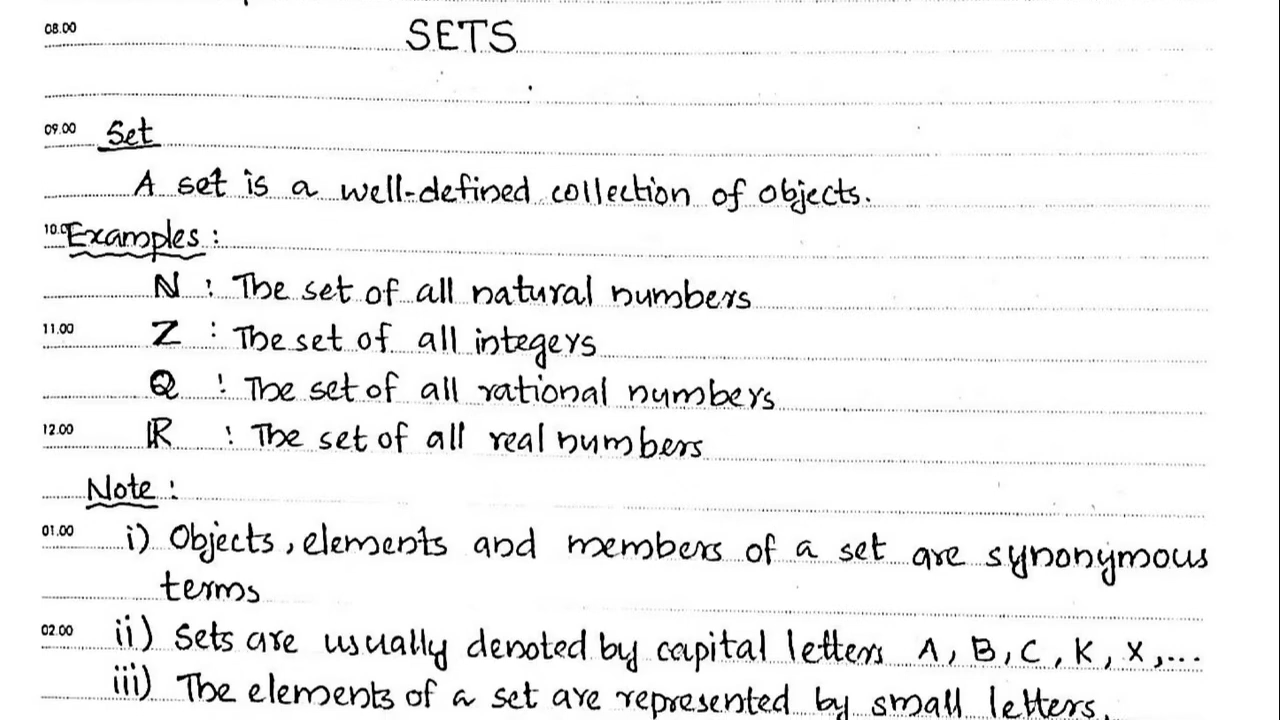 08.00 SETS
09.00 Set
A set is a well-defined collection of objects.
10.00 Examples :
N : The set of all natural numbers
11.00 Z : The set of all integers
Q : The set of all rational numbers
12.00 R : The set of all real numbers
Note :
01.00 i) Objects, elements and members of a set are synonymous
terms
02.00 ii) Sets are usually denoted by capital letters A, B, C, K, X,...
iii) The elements of a set are represented by small letters.